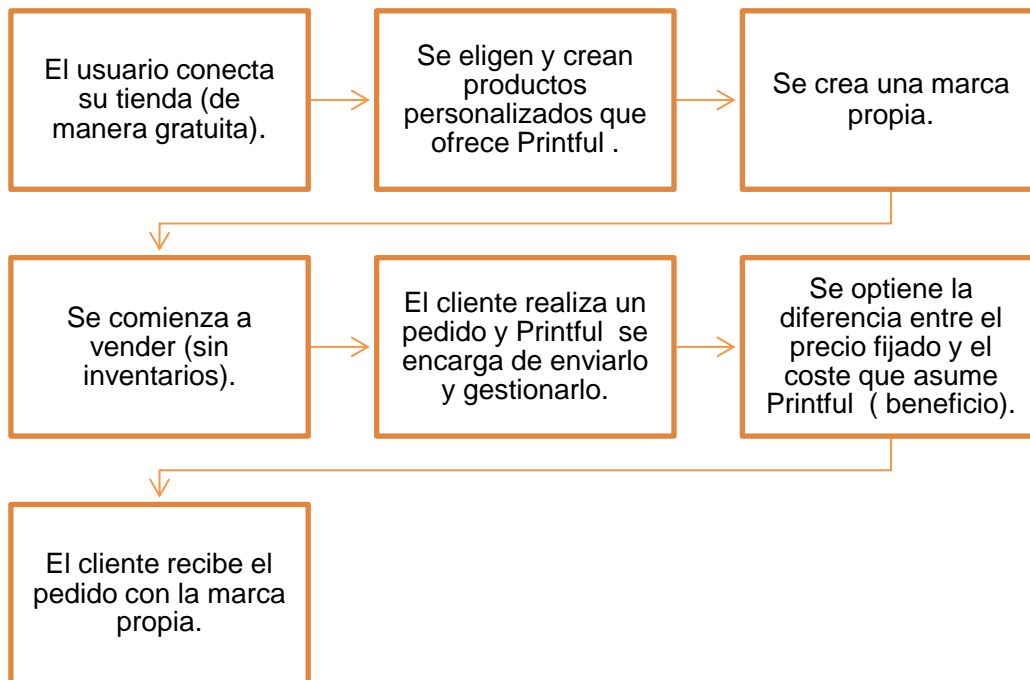 El usuario conecta
su tienda (de
manera gratuita).
Se eligen y crean
productos
personalizados que
ofrece Printful .
Se crea una marca
propia.
Se comienza a
vender (sin
inventarios).
El cliente realiza un
pedido y Printful  se
encarga de enviarlo
y gestionarlo.
Se optiene la
diferencia entre el
precio fijado y el
coste que asume
Printful  ( beneficio).
El cliente recibe el
pedido con la marca
propia.